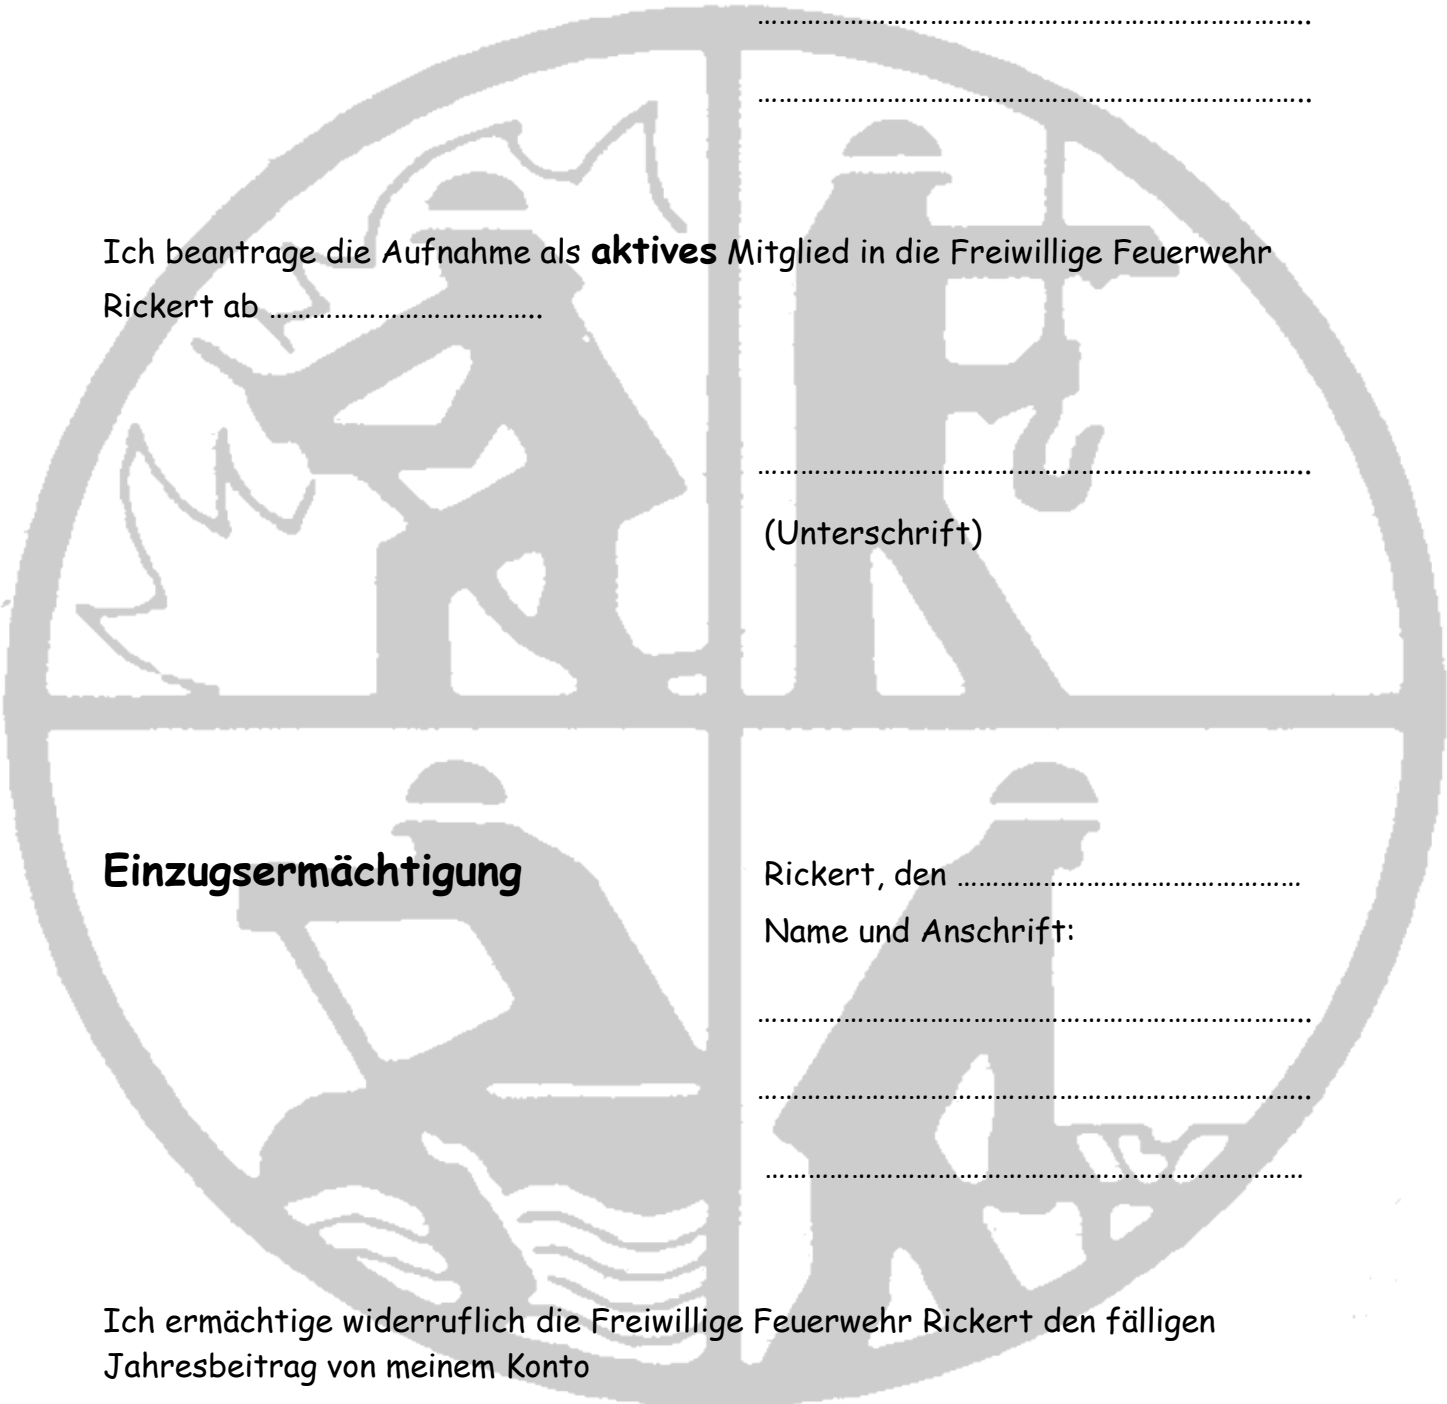 ………………………………………………………………..
………………………………………………………………..
Ich beantrage die Aufnahme als aktives Mitglied in die Freiwillige Feuerwehr
Rickert ab ……………………………..
………………………………………………………………..
(Unterschrift)
Einzugsermächtigung Rickert, den …………………………………………
Name und Anschrift:
………………………………………………………………..
………………………………………………………………..
…………………………………………………………………
Ich ermächtige widerruflich die Freiwillige Feuerwehr Rickert den fälligen
Jahresbeitrag von meinem Konto